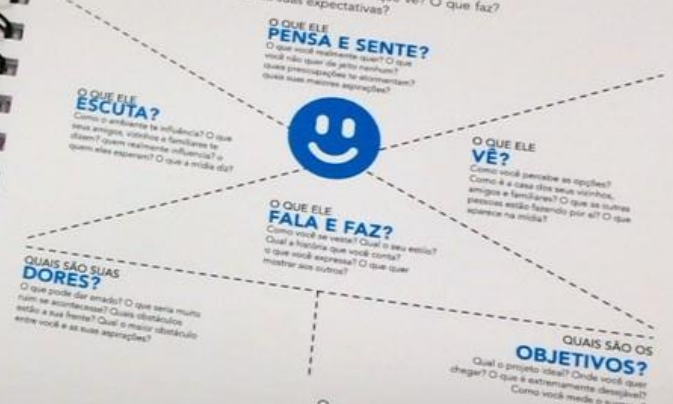 vê? O que faz?
suas expectativas?
O QUE ELE
PENSA E SENTE?
O que você realmente quer? O que
você não quer de jeito nenhum?
quais preocupações te atormentam?
quais suas maiores aspirações?
O QUE ELE
ESCUTA?
Como o ambiente te influência? O que
seus amigos, vizinhos e familiares te
dizem? quem realmente influencia? o
quem eles esperam? O que a mídia diz?
O QUE ELE
VÊ?
Como você percebe as opções?
Como é a casa dos seus vizinhos,
amigos e familiares? O que as outras
pessoas estão fazendo por aí? O que
aparece na mídia?
O QUE ELE
FALA E FAZ?
Como você se veste? Qual o seu estilo?
Qual a história que você conta?
o que você expressa? O que quer
mostrar aos outros?
QUAIS SÃO SUAS
DORES?
O que pode dar errado? O que seria muito
ruim se acontecesse? Quais obstáculos
estão a sua frente? Qual o maior obstáculo
entre você e as suas aspirações?
QUAIS SÃO OS
OBJETIVOS?
Qual o projeto ideal? Onde você quer
chegar? O que é extremamente desejável?
Como você mede o